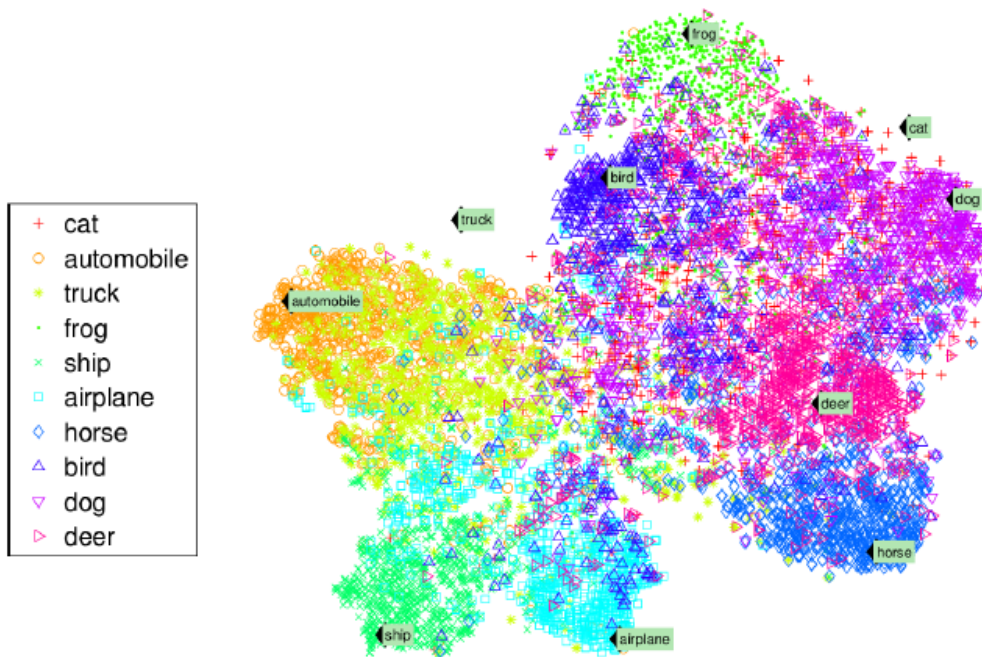 cat
automobile
truck
frog
ship
airplane
horse
bird
dog
deer
frog
cat
bird
dog
truck
automobile
deer
horse
ship
airplane